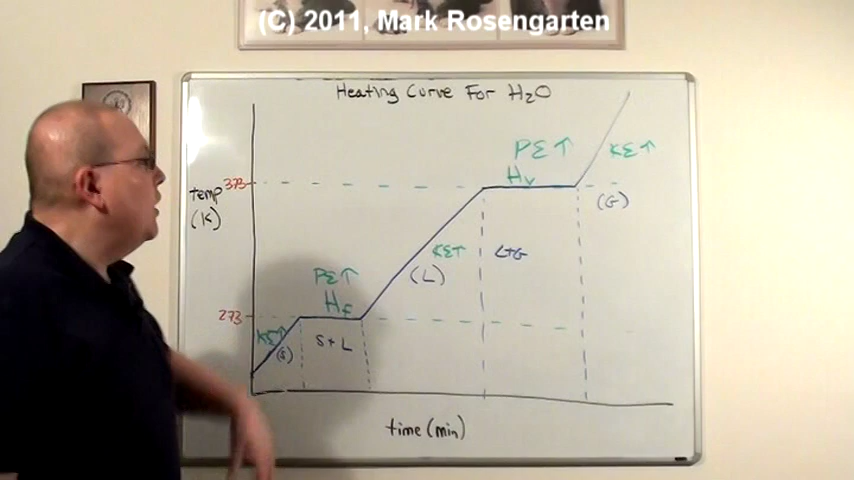 (C) 2011, Mark Rosengarten
Heating Curve For H₂O
PE↑
KE↑
Hv
temp
(K)
373
(G)
KE↑
L+G
(L)
PE↑
Hf
273
KE↑
(S)
S+L
time (min)